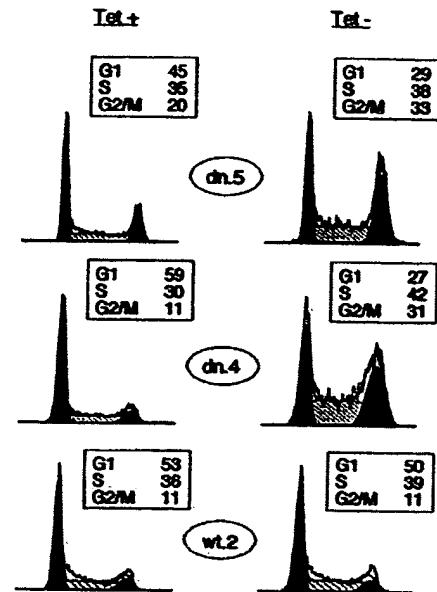 Tet+
Tet-
G1 45
S 35
G2/M 20
G1 29
S 38
G2/M 33
dn.5
G1 59
S 30
G2/M 11
G1 27
S 42
G2/M 31
dn.4
G1 53
S 36
G2/M 11
G1 50
S 39
G2/M 11
wt.2